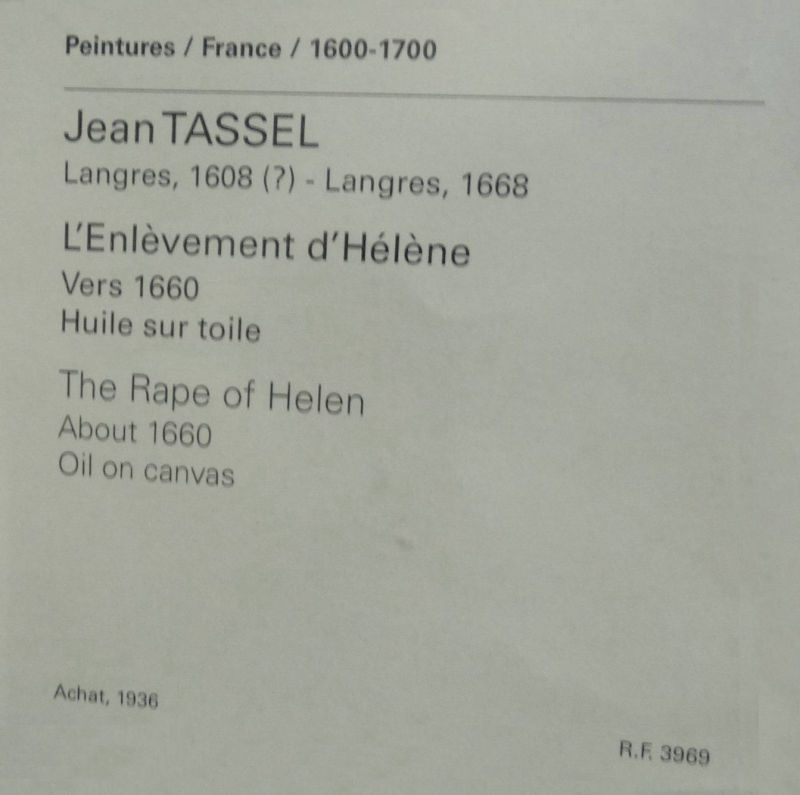 Peintures / France / 1600-1700
Jean TASSEL
Langres, 1608 (?) - Langres, 1668
L'Enlèvement d'Hélène
Vers 1660
Huile sur toile
The Rape of Helen
About 1660
Oil on canvas
Achat, 1936
R.F. 3969